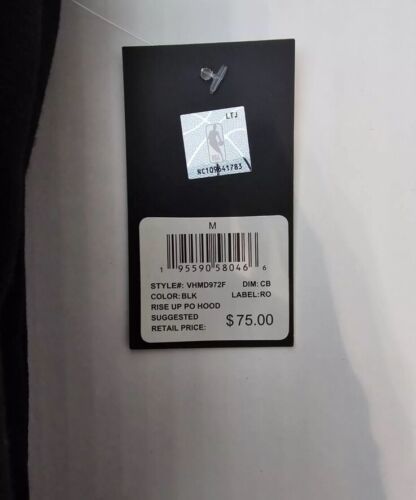 LTJ
NC109641783
M
1 95590 58046 6
STYLE#: VHMD972F DIM: CB
COLOR:BLK LABEL:RO
RISE UP PO HOOD
SUGGESTED
RETAIL PRICE: $75.00